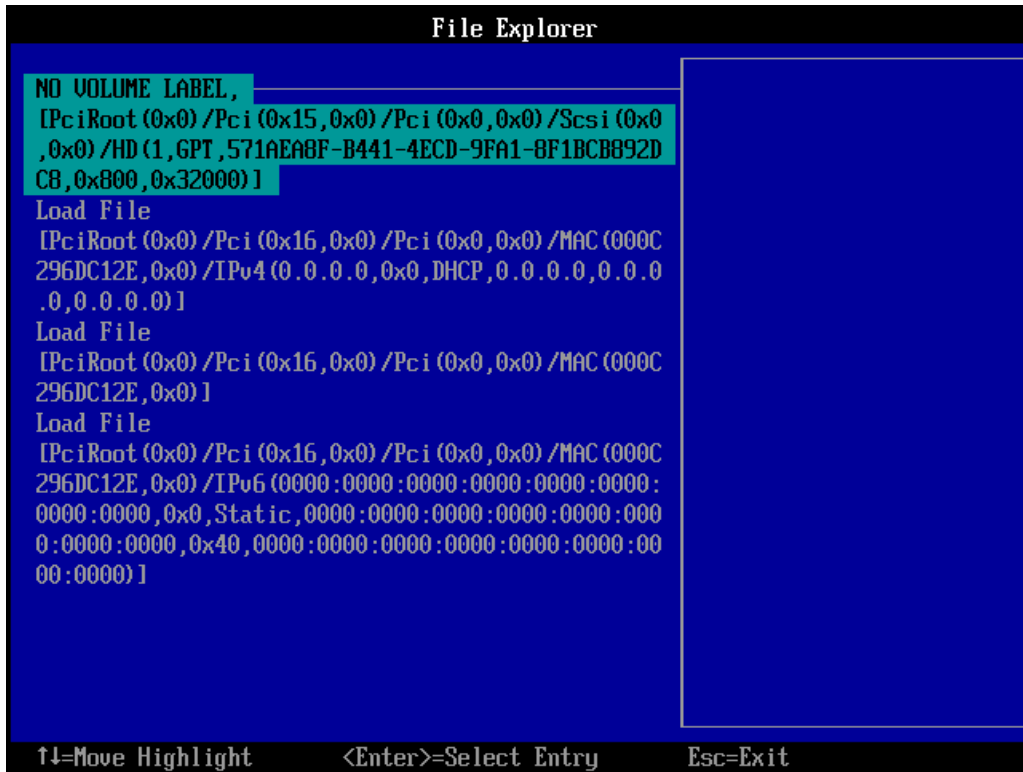 File Explorer
NO VOLUME LABEL,
[PciRoot(0x0)/Pci(0x15,0x0)/Pci(0x0,0x0)/Scsi(0x0
,0x0)/HD(1,GPT,571AEA8F-B441-4ECD-9FA1-8F1BCB892D
C8,0x800,0x32000)]
Load File
[PciRoot(0x0)/Pci(0x16,0x0)/Pci(0x0,0x0)/MAC(000C
296DC12E,0x0)/IPv4(0.0.0.0,0x0,DHCP,0.0.0.0,0.0.0
.0,0.0.0.0)]
Load File
[PciRoot(0x0)/Pci(0x16,0x0)/Pci(0x0,0x0)/MAC(000C
296DC12E,0x0)]
Load File
[PciRoot(0x0)/Pci(0x16,0x0)/Pci(0x0,0x0)/MAC(000C
296DC12E,0x0)/IPv6(0000:0000:0000:0000:0000:0000:
0000:0000,0x0,Static,0000:0000:0000:0000:0000:000
0:0000:0000,0x40,0000:0000:0000:0000:0000:0000:00
00:0000)]
↑↓=Move Highlight <Enter>=Select Entry Esc=Exit